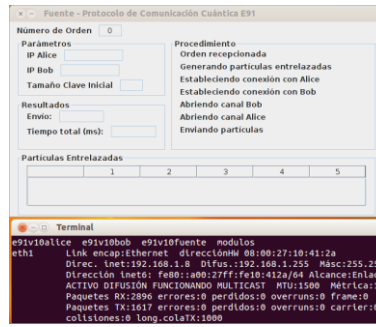 Fuente - Protocolo de Comunicación Cuántica E91
Número de Orden 0
Parámetros
IP Alice
IP Bob
Tamaño Clave Inicial
Resultados
Envío:
Tiempo total (ms):
Procedimiento
Orden recepcionada
Generando partículas entrelazadas
Estableciendo conexión con Alice
Estableciendo conexión con Bob
Abriendo canal Bob
Abriendo canal Alice
Enviando partículas
Partículas Entrelazadas
1 2 3 4 5
Terminal
e91v10alice e91v10bob e91v10fuente modulos
eth1 Link encap:Ethernet direcciónHW 08:00:27:10:41:2a
Direc. inet:192.168.1.8 Difus.:192.168.1.255 Másc:255.25
Dirección inet6: fe80::a00:27ff:fe10:412a/64 Alcance:Enlac
ACTIVO DIFUSIÓN FUNCIONANDO MULTICAST MTU:1500 Métrica:
Paquetes RX:2896 errores:0 perdidos:0 overruns:0 frame:0
Paquetes TX:1617 errores:0 perdidos:0 overruns:0 carrier:
colisiones:0 long.colaTX:1000